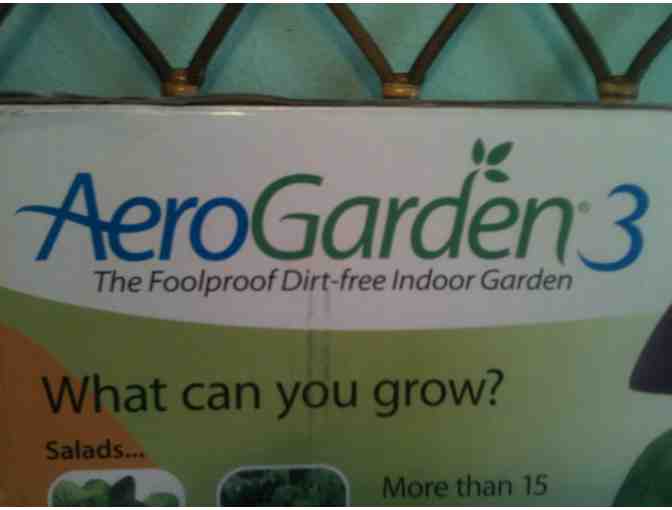 AeroGarden® 3
The Foolproof Dirt-free Indoor Garden
What can you grow?
Salads...
More than 15